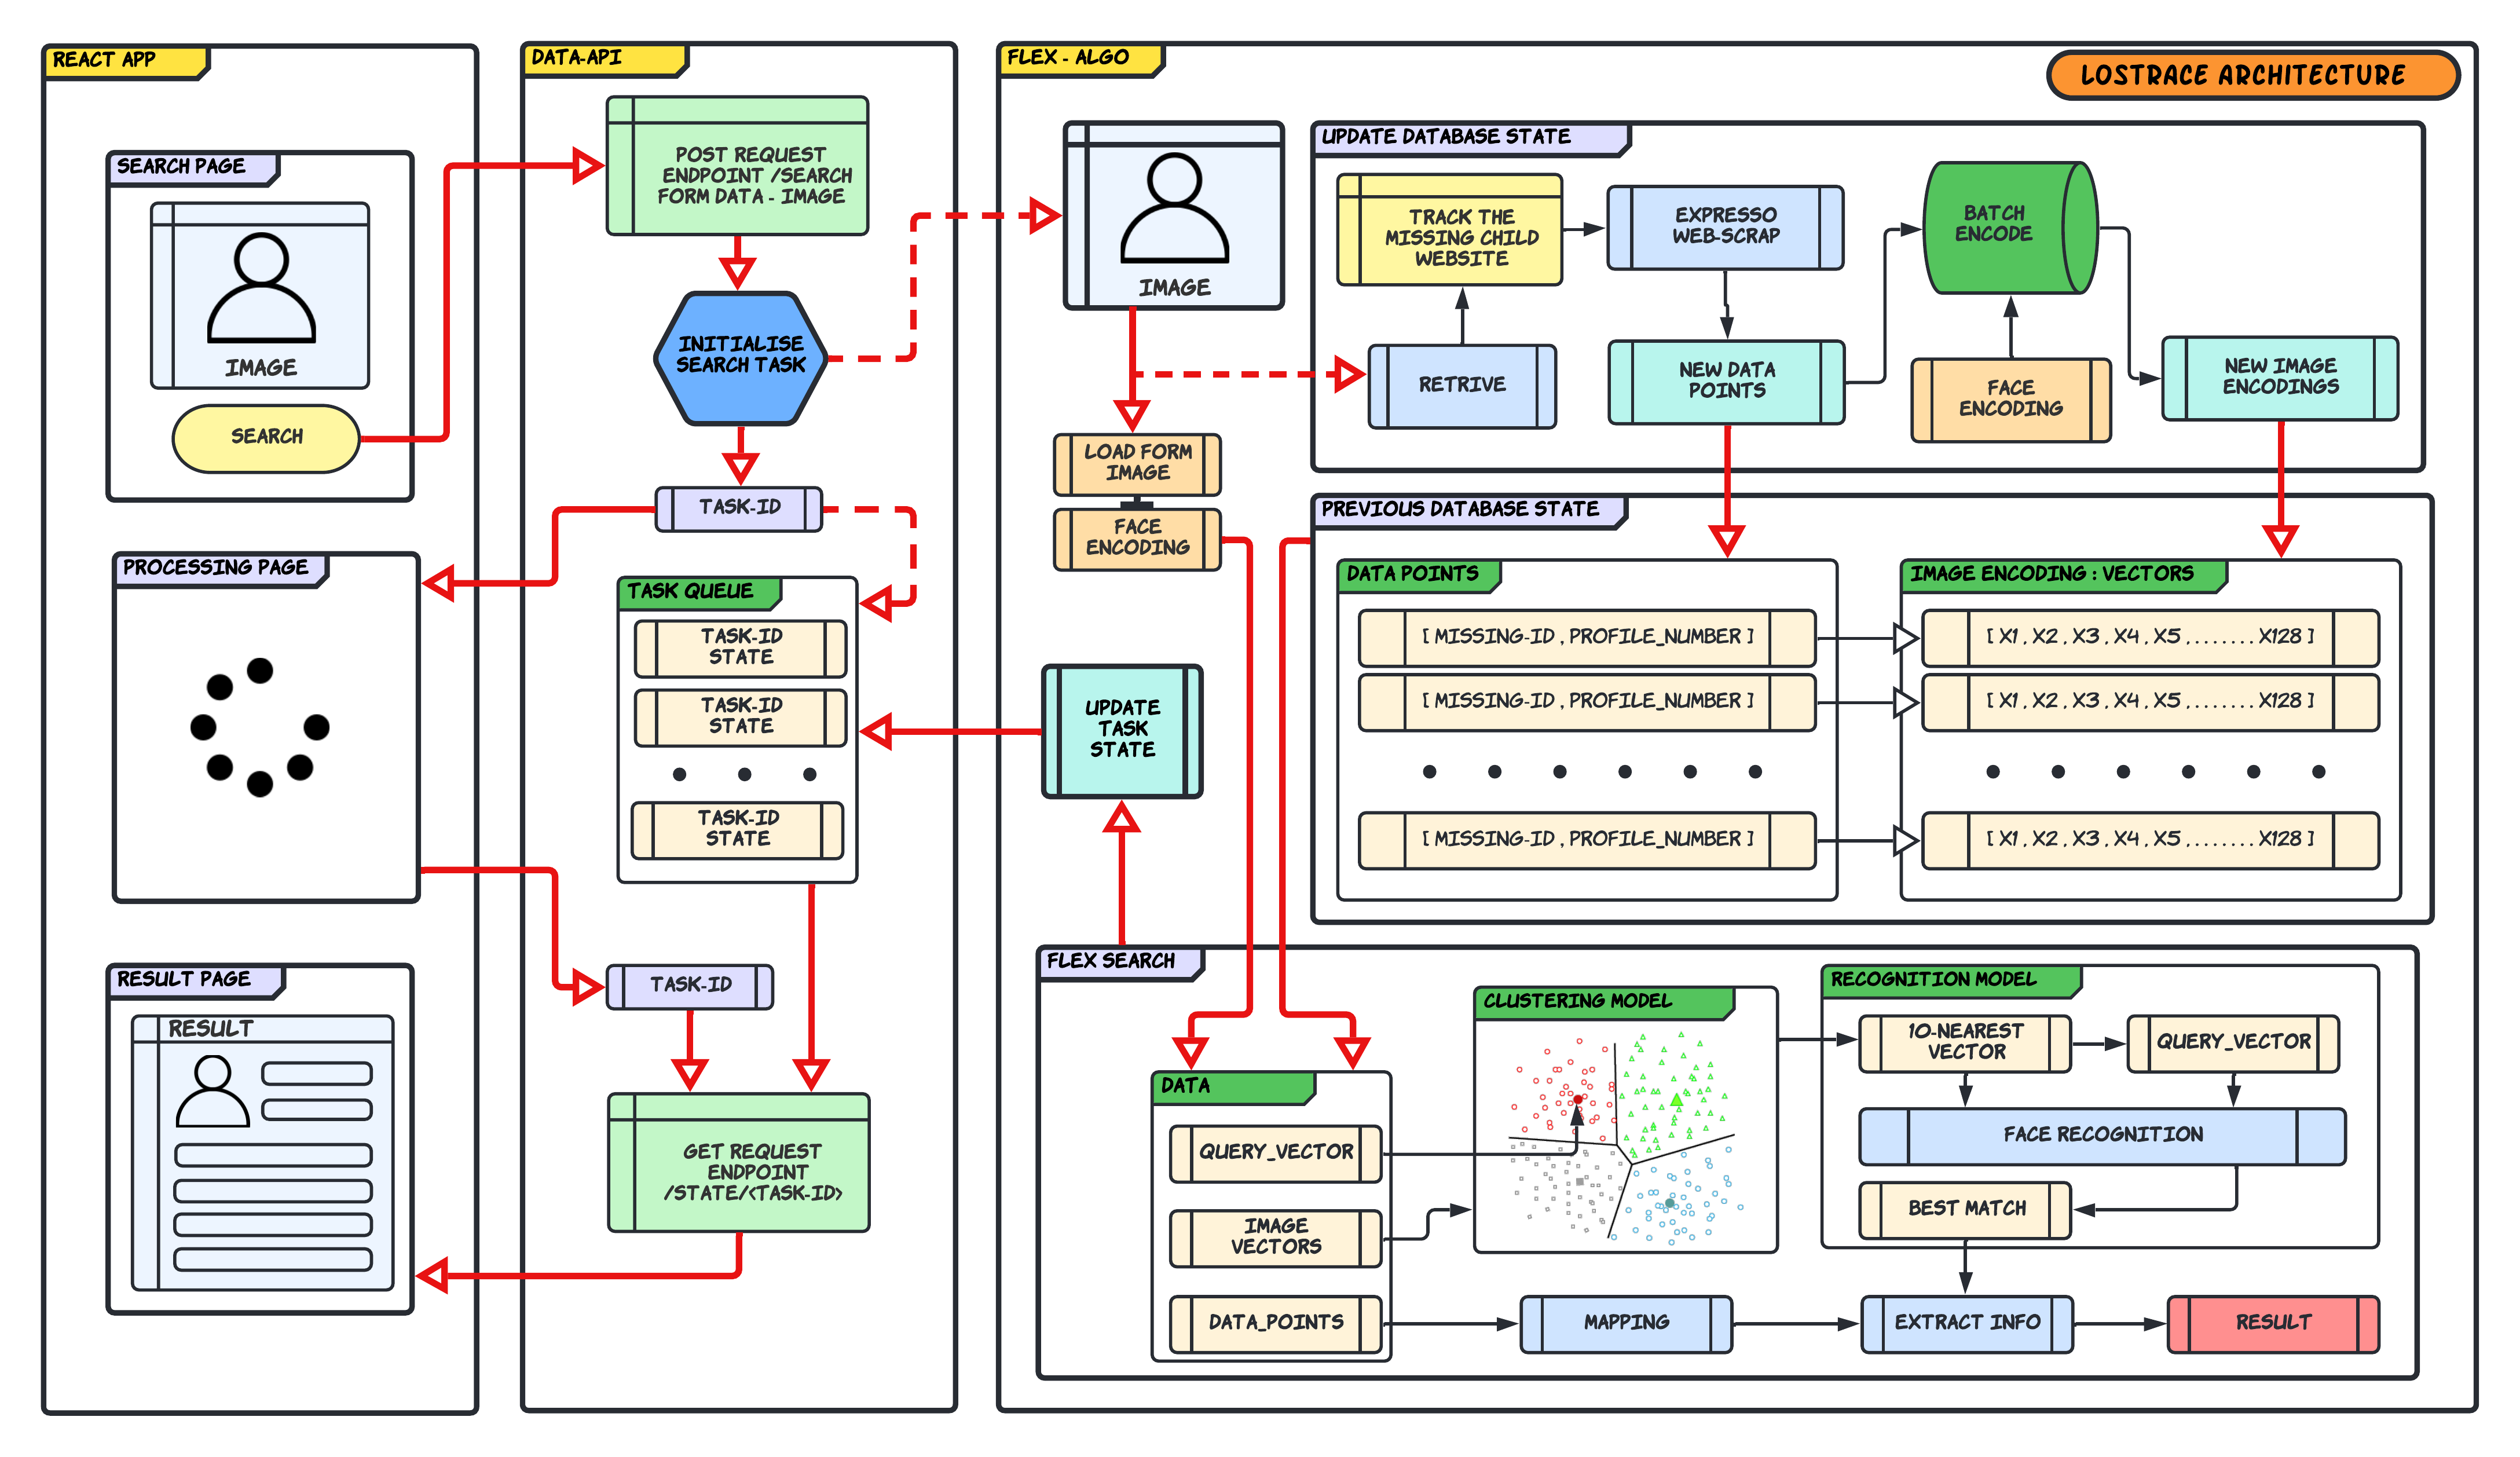 LOSTRACE ARCHITECTURE
REACT APP
SEARCH PAGE
IMAGE
SEARCH
PROCESSING PAGE
RESULT PAGE
RESULT
DATA-API
POST REQUEST
ENDPOINT /SEARCH
FORM DATA - IMAGE
INITIALISE
SEARCH TASK
TASK-ID
TASK QUEUE
TASK-ID
STATE
TASK-ID
STATE
TASK-ID
STATE
TASK-ID
GET REQUEST
ENDPOINT
/STATE/<TASK-ID>
FLEX - ALGO
IMAGE
LOAD FORM
IMAGE
FACE
ENCODING
UPDATE
TASK
STATE
UPDATE DATABASE STATE
TRACK THE
MISSING CHILD
WEBSITE
EXPRESSO
WEB-SCRAP
BATCH
ENCODE
RETRIVE
NEW DATA
POINTS
FACE
ENCODING
NEW IMAGE
ENCODINGS
PREVIOUS DATABASE STATE
DATA POINTS
[ MISSING-ID , PROFILE_NUMBER ]
[ MISSING-ID , PROFILE_NUMBER ]
[ MISSING-ID , PROFILE_NUMBER ]
IMAGE ENCODING : VECTORS
[ X1 , X2 , X3 , X4 , X5 , . . . . . . . X128 ]
[ X1 , X2 , X3 , X4 , X5 , . . . . . . . X128 ]
[ X1 , X2 , X3 , X4 , X5 , . . . . . . . X128 ]
FLEX SEARCH
DATA
QUERY_VECTOR
IMAGE
VECTORS
DATA_POINTS
CLUSTERING MODEL
RECOGNITION MODEL
10-NEAREST
VECTOR
QUERY_VECTOR
FACE RECOGNITION
BEST MATCH
MAPPING
EXTRACT INFO
RESULT